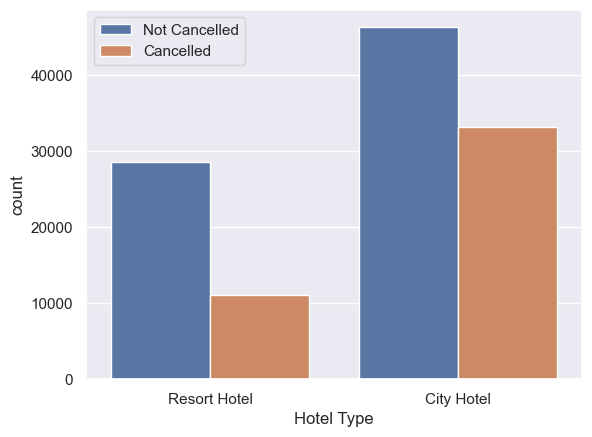 Not Cancelled
Cancelled
40000
30000
20000
10000
0
count
Resort Hotel
City Hotel
Hotel Type